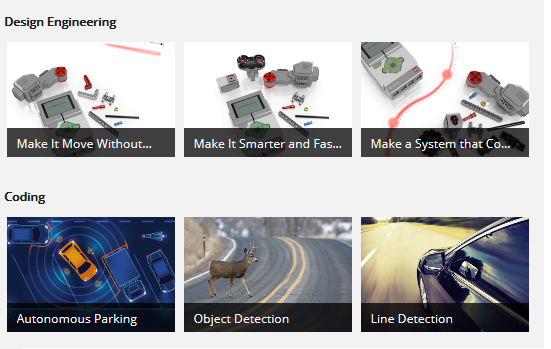 Design Engineering
Make It Move Without...
Make It Smarter and Fas...
Make a System that Co...
Coding
Autonomous Parking
Object Detection
Line Detection